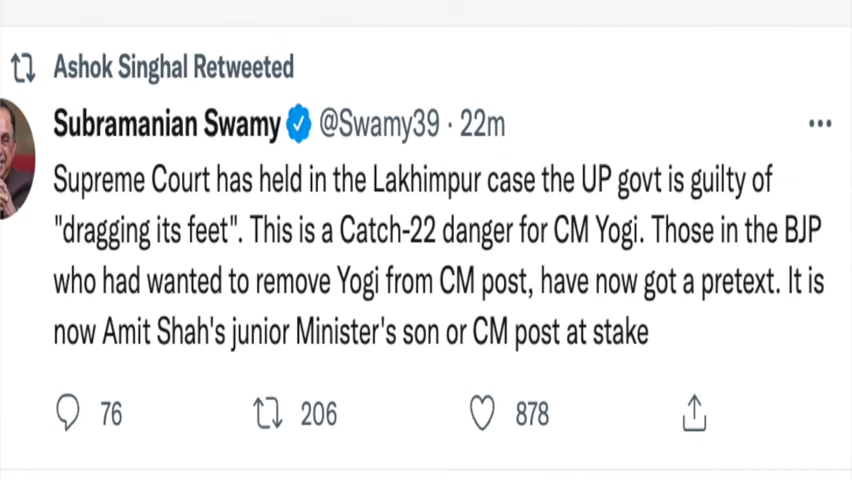 Ashok Singhal Retweeted
Subramanian Swamy @Swamy39 · 22m
Supreme Court has held in the Lakhimpur case the UP govt is guilty of
"dragging its feet". This is a Catch-22 danger for CM Yogi. Those in the BJP
who had wanted to remove Yogi from CM post, have now got a pretext. It is
now Amit Shah's junior Minister's son or CM post at stake
76 206 878